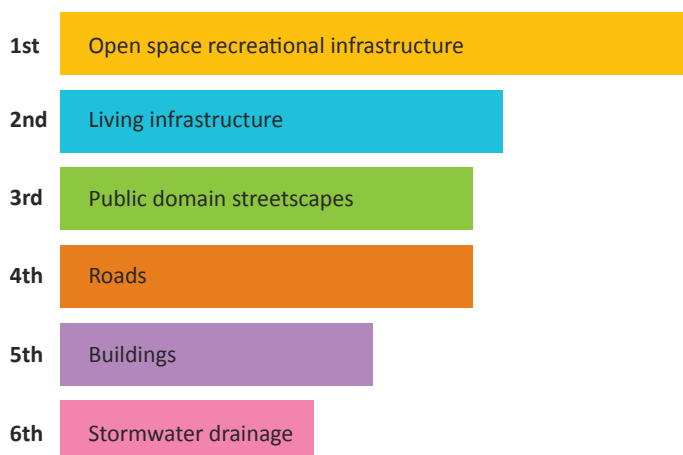 1st Open space recreational infrastructure
2nd Living infrastructure
3rd Public domain streetscapes
4th Roads
5th Buildings
6th Stormwater drainage